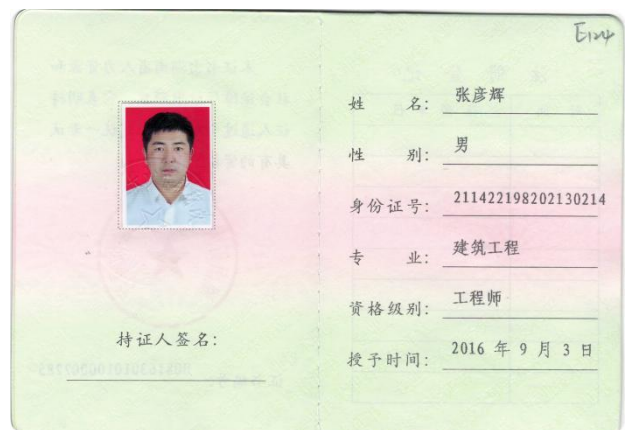 E124
姓 名: 张彦辉
性 别: 男
身份证号: 211422198202130214
专 业: 建筑工程
资格级别: 工程师
授予时间: 2016 年 9 月 3 日
持证人签名: